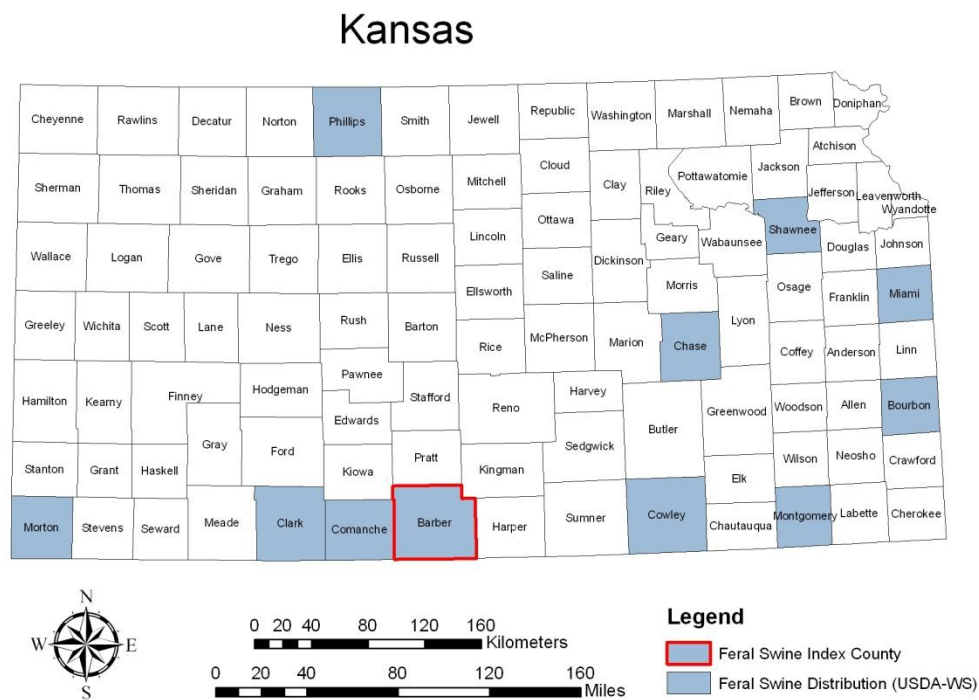 Kansas
Cheyenne Rawlins Decatur Norton Phillips Smith Jewell Republic Washington Marshall Nemaha Brown Doniphan
Atchison
Cloud
Jackson
Sherman Thomas Sheridan Graham Rooks Osborne Mitchell Clay Riley Pottawatomie Jefferson Leavenworth
Wyandotte
Ottawa
Shawnee
Lincoln Geary Wabaunsee Douglas Johnson
Wallace Logan Gove Trego Ellis Russell Saline Dickinson
Ellsworth Morris Osage Franklin Miami
Greeley Wichita Scott Lane Ness Rush Barton Lyon
Rice McPherson Marion Chase Coffey Anderson Linn
Pawnee
Hamilton Kearny Finney Hodgeman Stafford Reno Harvey
Edwards Greenwood Woodson Allen Bourbon
Gray Ford Sedgwick Butler
Stanton Grant Haskell Kiowa Pratt Kingman Wilson Neosho Crawford
Elk
Morton Stevens Seward Meade Clark Comanche Barber Harper Sumner Cowley Chautauqua Montgomery Labette Cherokee
N
W E
S
0 20 40 80 120 160
Kilometers
0 20 40 80 120 160
Miles
Legend
Feral Swine Index County
Feral Swine Distribution (USDA-WS)